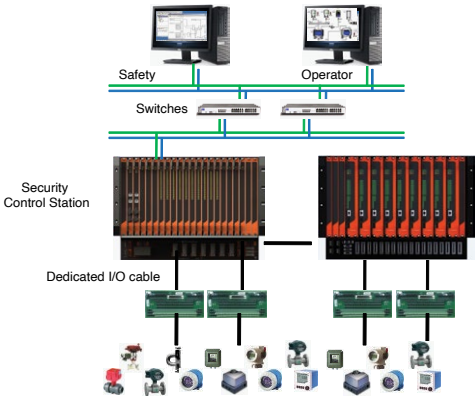 Safety
Operator
Switches
Security
Control Station
Dedicated I/O cable